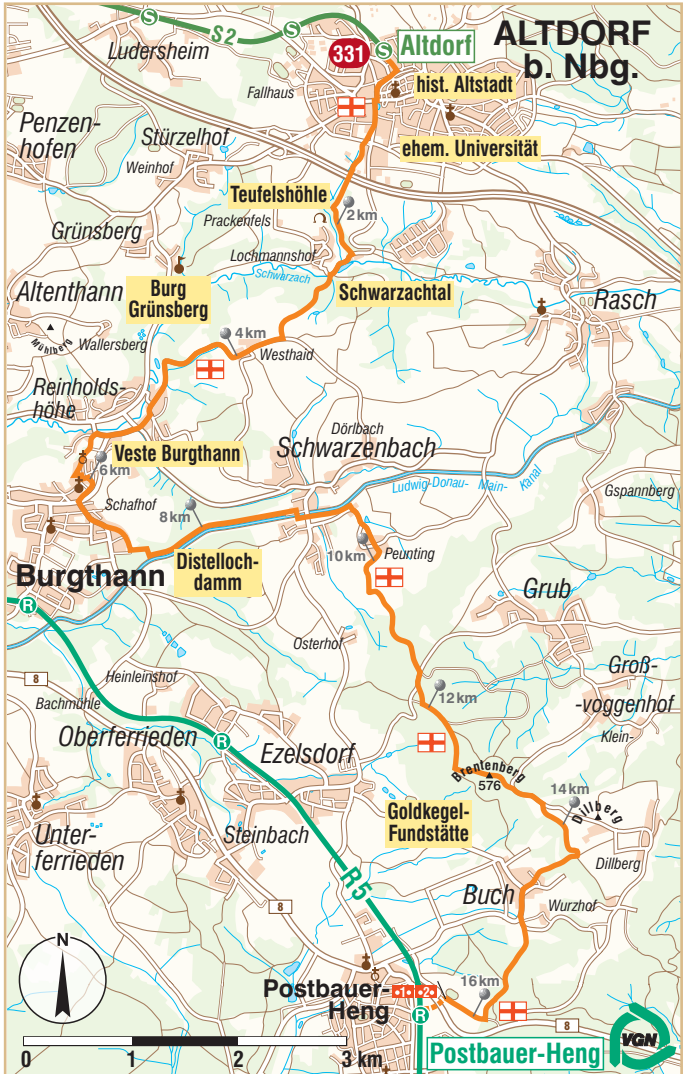 S
S
S2
Ludersheim
331
S
Altdorf
ALTDORF
b. Nbg.
Fallhaus
hist. Altstadt
Penzen-
hofen
Stürzelhof
ehem. Universität
Weinhof
Teufelshöhle
2 km
Grünsberg
Prackenfels
Lochmannshof
Schwarzach
Burg
Grünsberg
Schwarzachtal
Altenthann
Rasch
Mühlberg
Wallersberg
4 km
Westhaid
Reinholds-
höhe
Dörlbach
Schwarzenbach
Veste Burgthann
6 km
Ludwig-Donau-Main-Kanal
Schafhof
8 km
Gspannberg
Distelloch-
damm
10 km
Peunting
Burgthann
Grub
R
Osterhof
8
Heinleinshof
12 km
Groß-
-voggenhof
Klein-
Bachmühle
Oberferrieden
R
Ezelsdorf
Brentenberg
576
14 km
Dillberg
Goldkegel-
Fundstätte
Unter-
ferrieden
Steinbach
Dillberg
R5
Buch
Wurzhof
8
N
16 km
Postbauer-
Heng
R
8
Postbauer-Heng
VGN
0 1 2 3 km